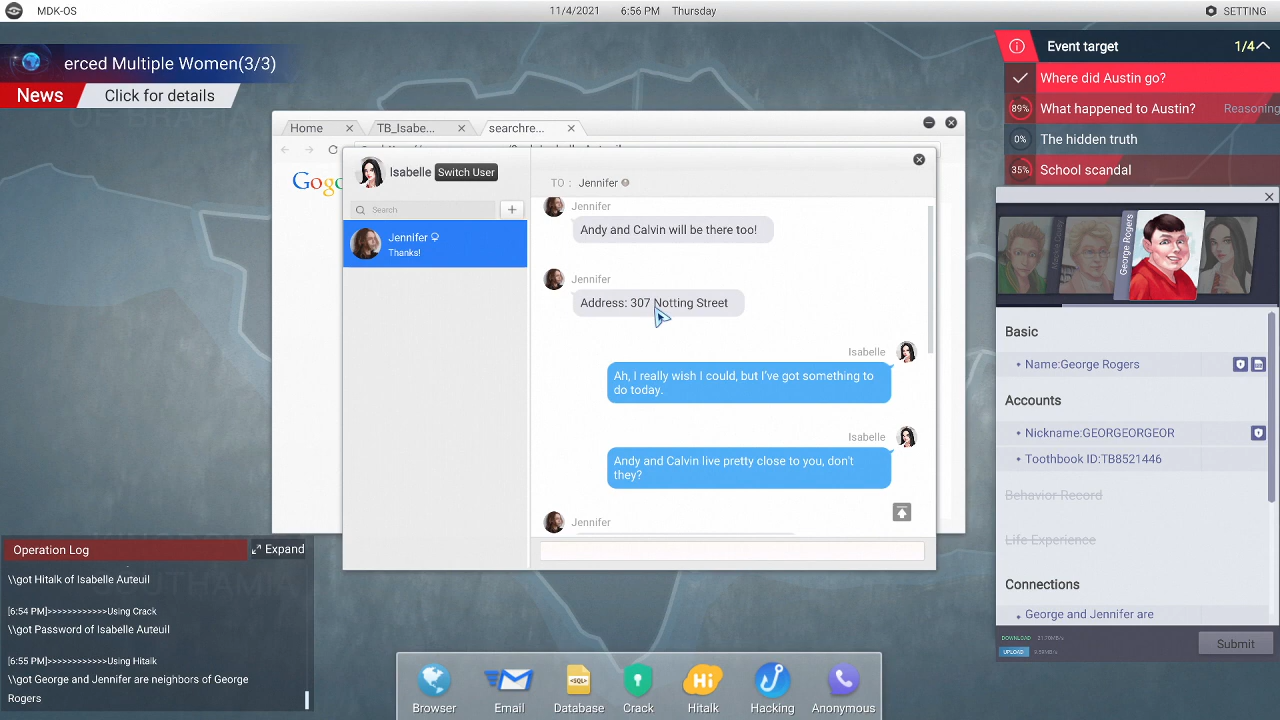 MDK-OS
11/4/2021
6:56 PM
Thursday
SETTING
erced Multiple Women(3/3)
News
Click for details
Event target
1/4
Where did Austin go?
89%
What happened to Austin?
Reasoning
0%
The hidden truth
35%
School scandal
Home
TB_Isabe...
searchre...
Isabelle
Switch User
Search
Jennifer
Thanks!
TO :
Jennifer
Jennifer
Andy and Calvin will be there too!
Jennifer
Address: 307 Notting Street
Isabelle
Ah, I really wish I could, but I've got something to
do today.
Isabelle
Andy and Calvin live pretty close to you, don't
they?
Jennifer
George Rogers
Basic
Name:George Rogers
Accounts
Nickname:GEORGEORGEOR
Toothbook ID:TB8521446
Behavior Record
Life Experience
Connections
George and Jennifer are
DOWNLOAD
UPLOAD
Submit
Operation Log
Expand
\\got Hitalk of Isabelle Auteuil
[6:54 PM]>>>>>>>>>>>>Using Crack
\\got Password of Isabelle Auteuil
[6:55 PM]>>>>>>>>>>>>Using Hitalk
\\got George and Jennifer are neighbors of George
Rogers
Browser
Email
SQL
Database
Crack
Hi
Hitalk
Hacking
Anonymous